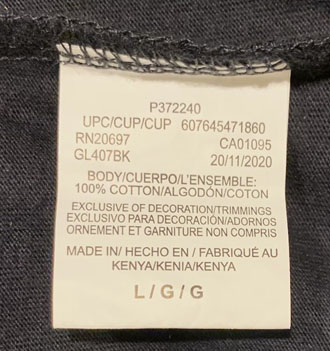 P372240
UPC/CUP/CUP 607645471860
RN20697 CA01095
GL407BK 20/11/2020
BODY/CUERPO/L'ENSEMBLE:
100% COTTON/ALGODÓN/COTON
EXCLUSIVE OF DECORATION/TRIMMINGS
EXCLUSIVO PARA DECORACIÓN/ADORNOS
ORNEMENT ET GARNITURE NON COMPRIS
MADE IN/ HECHO EN / FABRIQUÉ AU
KENYA/KENIA/KENYA
L / G / G